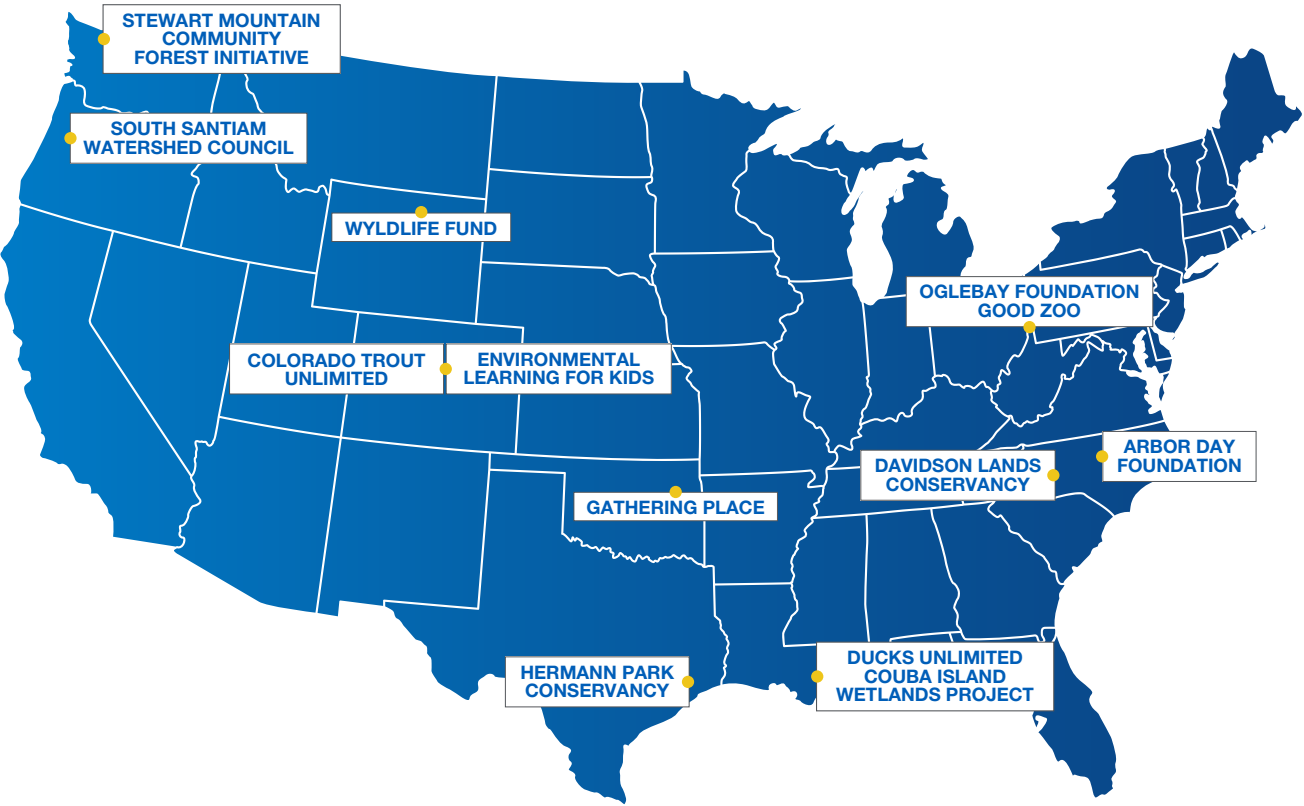 STEWART MOUNTAIN
COMMUNITY
FOREST INITIATIVE
SOUTH SANTIAM
WATERSHED COUNCIL
WYLDLIFE FUND
OGLEBAY FOUNDATION
GOOD ZOO
COLORADO TROUT
UNLIMITED
ENVIRONMENTAL
LEARNING FOR KIDS
ARBOR DAY
FOUNDATION
DAVIDSON LANDS
CONSERVANCY
GATHERING PLACE
HERMANN PARK
CONSERVANCY
DUCKS UNLIMITED
COUBA ISLAND
WETLANDS PROJECT